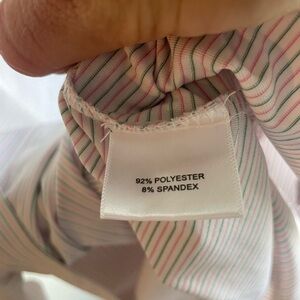 92% POLYESTER
8% SPANDEX